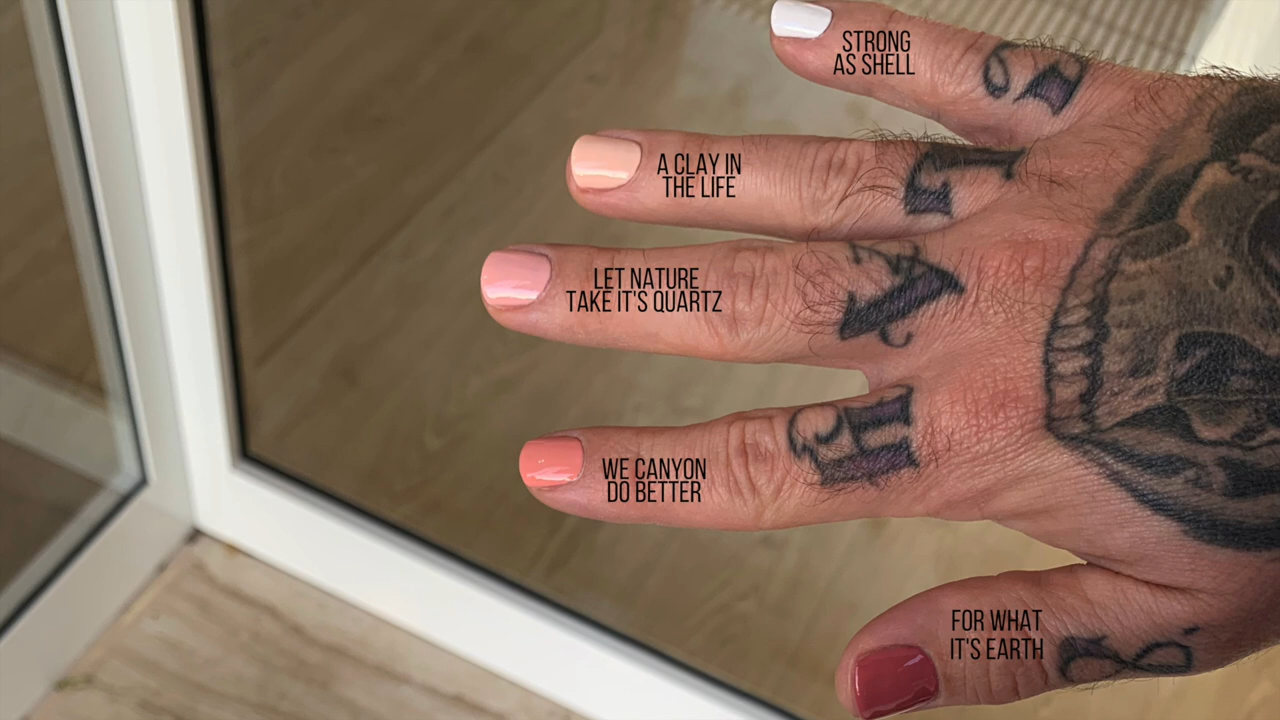 STRONG
AS SHELL
A CLAY IN
THE LIFE
LET NATURE
TAKE IT'S QUARTZ
WE CANYON
DO BETTER
FOR WHAT
IT'S EARTH